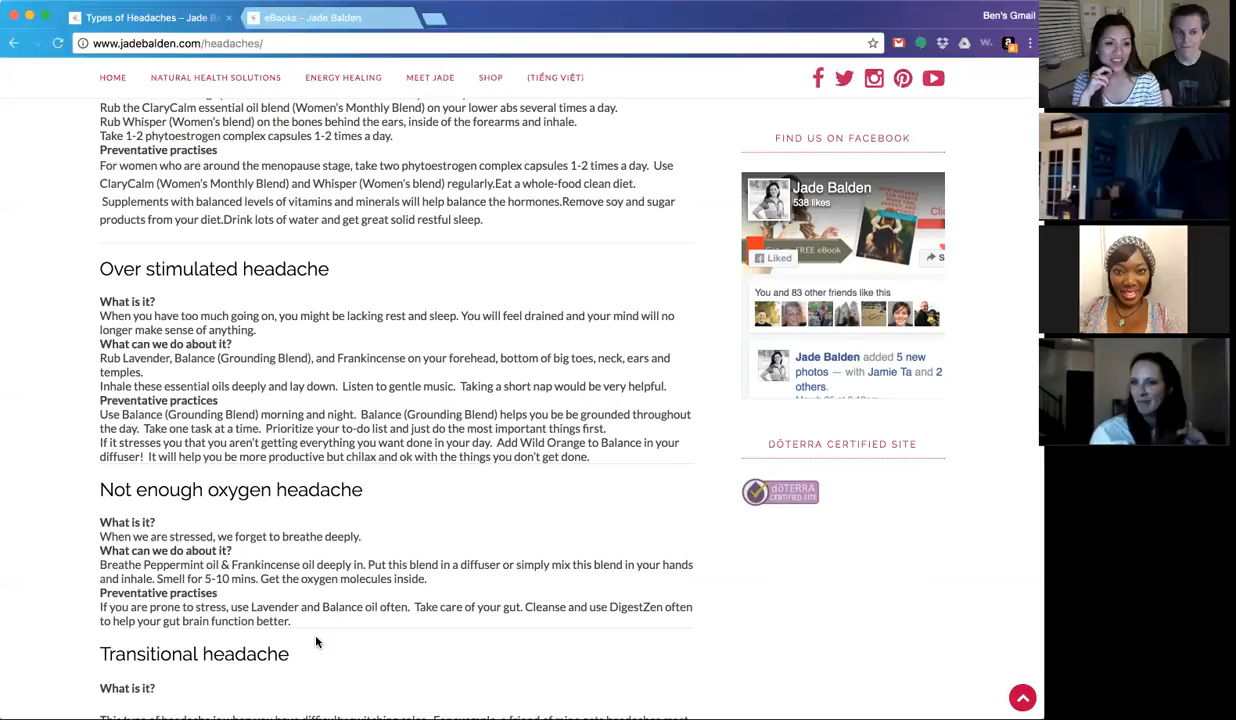 Types of Headaches – Jade B
eBooks – Jade Balden
Ben's Gmail
www.jadebalden.com/headaches/
HOME
NATURAL HEALTH SOLUTIONS
ENERGY HEALING
MEET JADE
SHOP
(TIẾNG VIỆT)
Rub the ClaryCalm essential oil blend (Women's Monthly Blend) on your lower abs several times a day.
Rub Whisper (Women's blend) on the bones behind the ears, inside of the forearms and inhale.
Take 1-2 phytoestrogen complex capsules 1-2 times a day.
Preventative practises
For women who are around the menopause stage, take two phytoestrogen complex capsules 1-2 times a day. Use
ClaryCalm (Women's Monthly Blend) and Whisper (Women's blend) regularly.Eat a whole-food clean diet.
Supplements with balanced levels of vitamins and minerals will help balance the hormones.Remove soy and sugar
products from your diet.Drink lots of water and get great solid restful sleep.
Over stimulated headache
What is it?
When you have too much going on, you might be lacking rest and sleep. You will feel drained and your mind will no
longer make sense of anything.
What can we do about it?
Rub Lavender, Balance (Grounding Blend), and Frankincense on your forehead, bottom of big toes, neck, ears and
temples.
Inhale these essential oils deeply and lay down. Listen to gentle music. Taking a short nap would be very helpful.
Preventative practices
Use Balance (Grounding Blend) morning and night. Balance (Grounding Blend) helps you be be grounded throughout
the day. Take one task at a time. Prioritize your to-do list and just do the most important things first.
If it stresses you that you aren't getting everything you want done in your day. Add Wild Orange to Balance in your
diffuser! It will help you be more productive but chilax and ok with the things you don't get done.
Not enough oxygen headache
What is it?
When we are stressed, we forget to breathe deeply.
What can we do about it?
Breathe Peppermint oil & Frankincense oil deeply in. Put this blend in a diffuser or simply mix this blend in your hands
and inhale. Smell for 5-10 mins. Get the oxygen molecules inside.
Preventative practises
If you are prone to stress, use Lavender and Balance oil often. Take care of your gut. Cleanse and use DigestZen often
to help your gut brain function better.
Transitional headache
What is it?
FIND US ON FACEBOOK
Jade Balden
538 likes
FREE eBook
Liked
S
You and 83 other friends like this
Jade Balden added 5 new
photos — with Jamie Ta and 2
others.
DŌTERRA CERTIFIED SITE
dōTERRA
CERTIFIED SITE